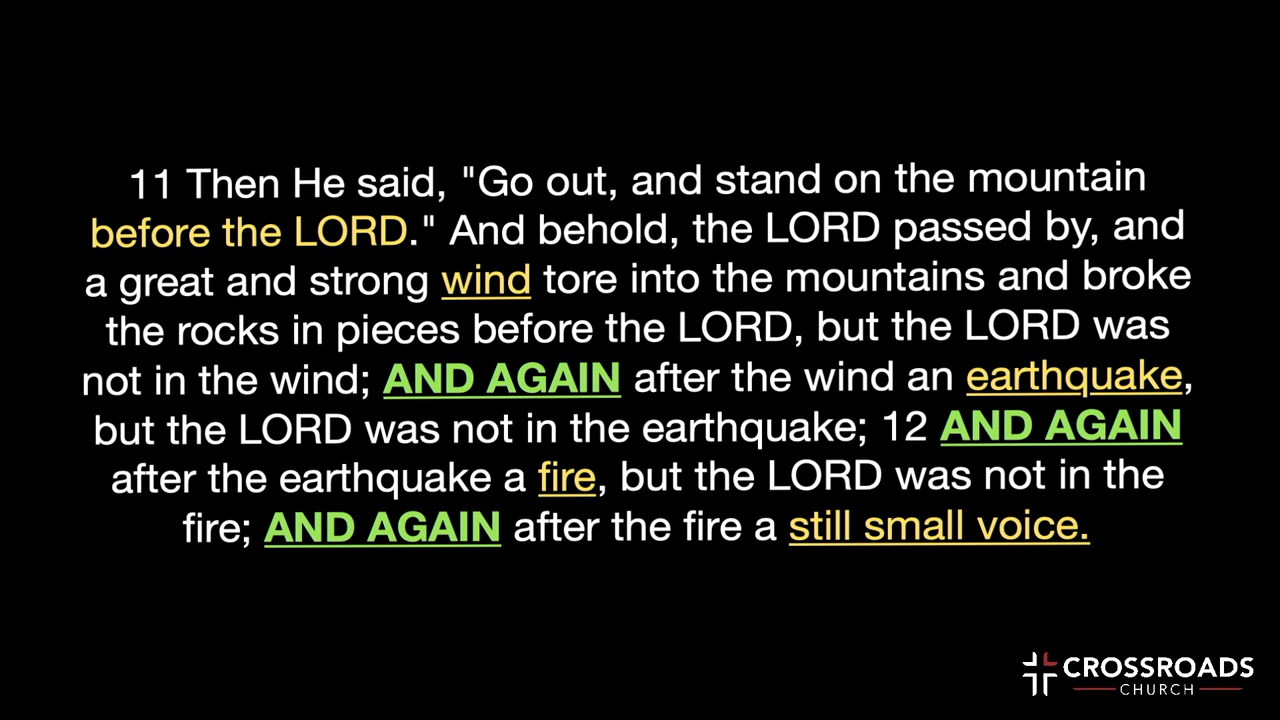 11 Then He said, "Go out, and stand on the mountain
before the LORD." And behold, the LORD passed by, and
a great and strong wind tore into the mountains and broke
the rocks in pieces before the LORD, but the LORD was
not in the wind; AND AGAIN after the wind an earthquake,
but the LORD was not in the earthquake; 12 AND AGAIN
after the earthquake a fire, but the LORD was not in the
fire; AND AGAIN after the fire a still small voice.
CROSSROADS
CHURCH